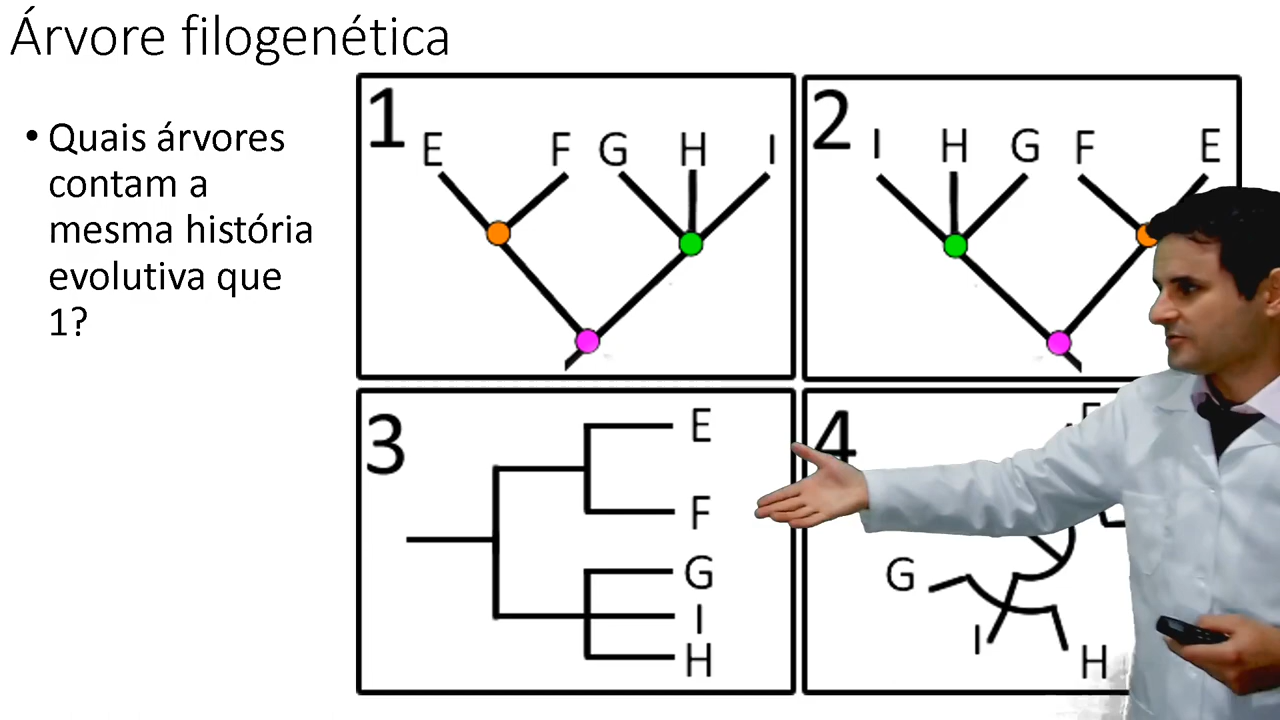 Árvore filogenética
• Quais árvores
contam a
mesma história
evolutiva que
1?
1
E F G H I
2
I H G F E
3
E
F
G
I
H
4
G
I
H